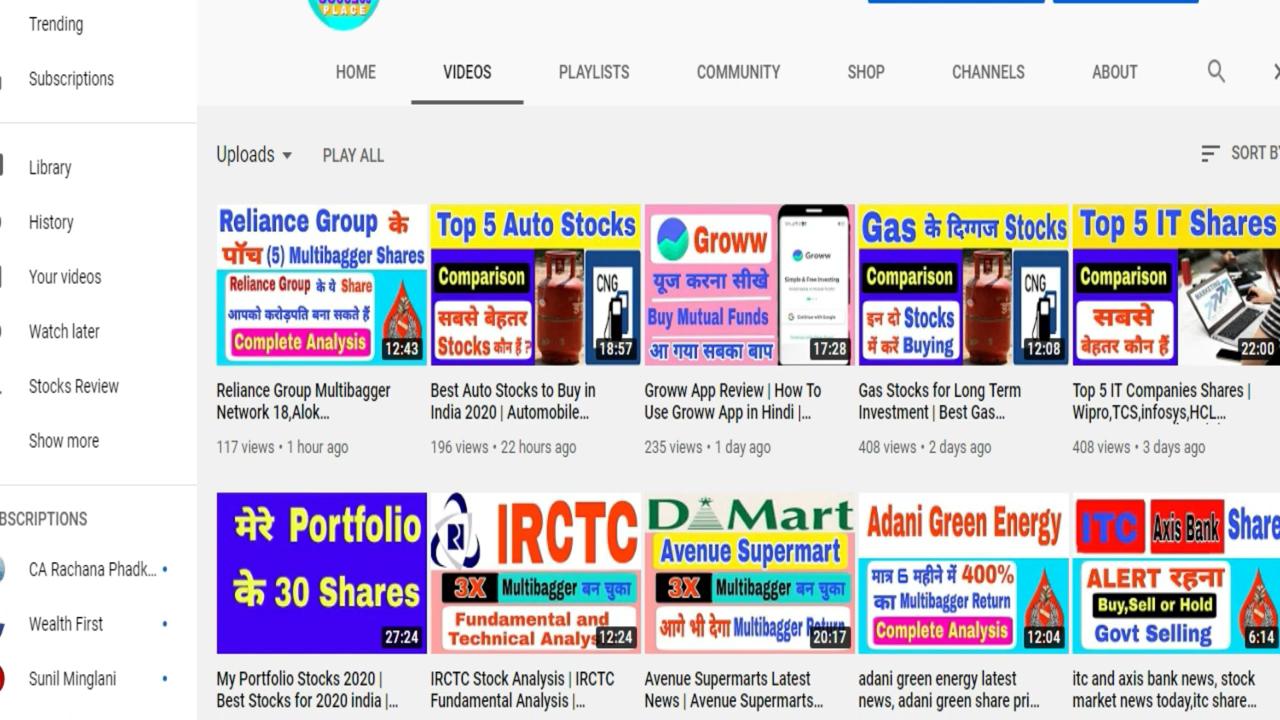 PLACE
Trending
Subscriptions
Library
History
Your videos
Watch later
Stocks Review
Show more
BSCRIPTIONS
CA Rachana Phadk...
Wealth First
Sunil Minglani
HOME VIDEOS PLAYLISTS COMMUNITY SHOP CHANNELS ABOUT
Uploads PLAY ALL SORT BY
Reliance Group के
पाँच (5) Multibagger Shares
Reliance Group के ये Share
आपको करोड़पति बना सकते हैं
Complete Analysis
12:43
Reliance Group Multibagger
Network 18,Alok...
117 views • 1 hour ago
Top 5 Auto Stocks
Comparison
सबसे बेहतर
Stocks कौन हैं ?
CNG
18:57
Best Auto Stocks to Buy in
India 2020 | Automobile...
196 views • 22 hours ago
Groww
यूज करना सीखे
Buy Mutual Funds
आ गया सबका बाप
Groww
Simple & Free Investing
Continue with Google
17:28
Groww App Review | How To
Use Groww App in Hindi |...
235 views • 1 day ago
Gas के दिग्गज Stocks
Comparison
इन दो Stocks
में करें Buying
CNG
12:08
Gas Stocks for Long Term
Investment | Best Gas...
408 views • 2 days ago
Top 5 IT Shares
Comparison
सबसे
बेहतर कौन हैं
22:00
Top 5 IT Companies Shares |
Wipro,TCS,infosys,HCL...
408 views • 3 days ago
मेरे Portfolio
के 30 Shares
27:24
My Portfolio Stocks 2020 |
Best Stocks for 2020 india |...
IRCTC
3X Multibagger बन चुका
Fundamental and
Technical Analys
12:24
IRCTC Stock Analysis | IRCTC
Fundamental Analysis |...
D Mart
Avenue Supermart
3X Multibagger बन चुका
आगे भी देगा Multibagger Return
20:17
Avenue Supermarts Latest
News | Avenue Supermarts...
Adani Green Energy
मात्र 6 महीने में 400%
का Multibagger Return
Complete Analysis
12:04
adani green energy latest
news, adani green share pri...
ITC Axis Bank Share
ALERT रहना
Buy,Sell or Hold
Govt Selling
6:14
itc and axis bank news, stock
market news today,itc share...